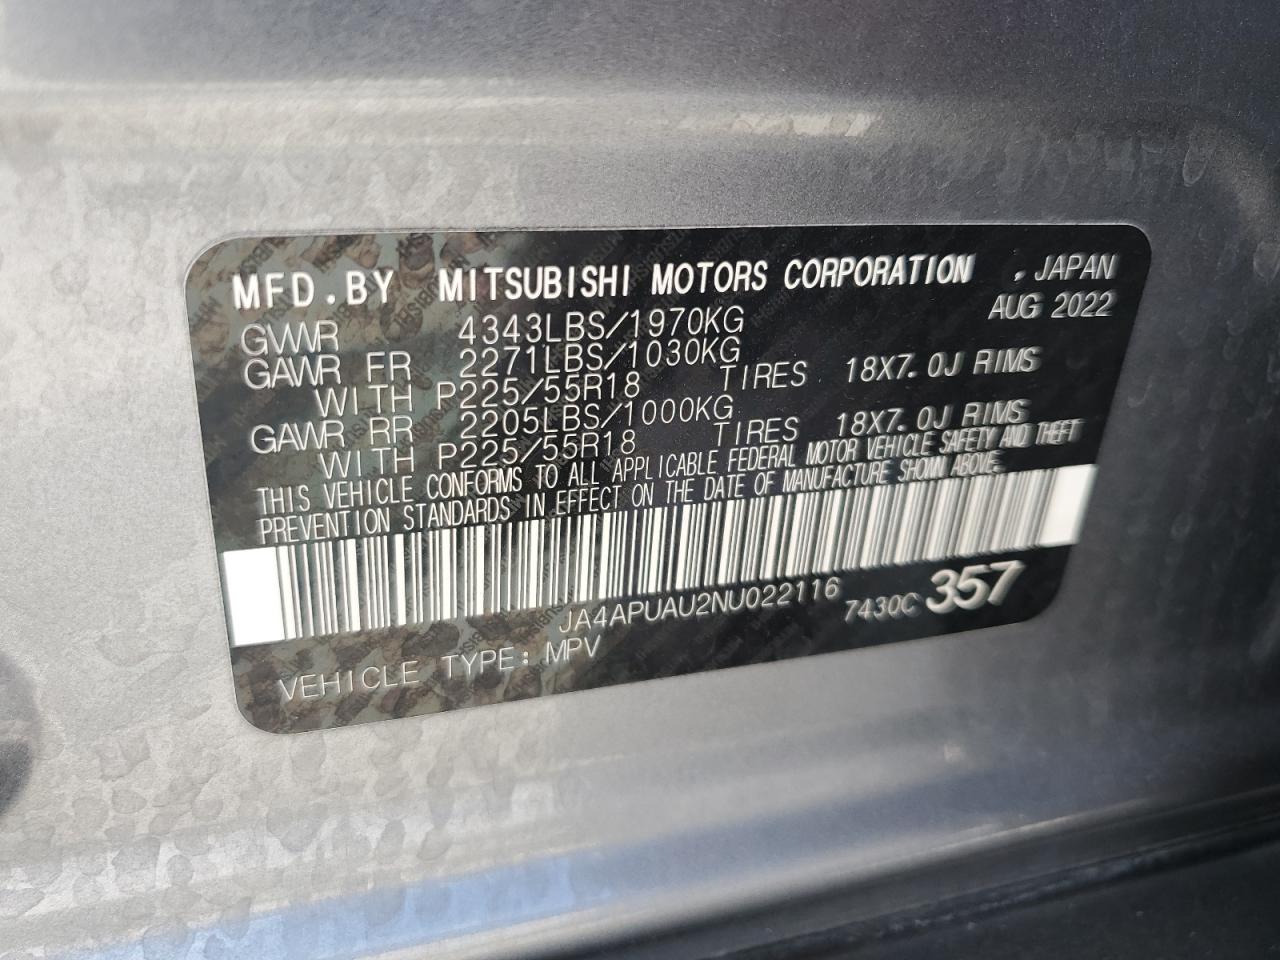 MFD.BY MITSUBISHI MOTORS CORPORATION , JAPAN
AUG 2022
GVWR 4343LBS/1970KG
GAWR FR 2271LBS/1030KG
WITH P225/55R18 TIRES 18X7.0J RIMS
GAWR RR 2205LBS/1000KG
WITH P225/55R18 TIRES 18X7.0J RIMS
THIS VEHICLE CONFORMS TO ALL APPLICABLE FEDERAL MOTOR VEHICLE SAFETY AND THEFT
PREVENTION STANDARDS IN EFFECT ON THE DATE OF MANUFACTURE SHOWN ABOVE.
JA4APUAU2NU022116 7430C 357
VEHICLE TYPE: MPV